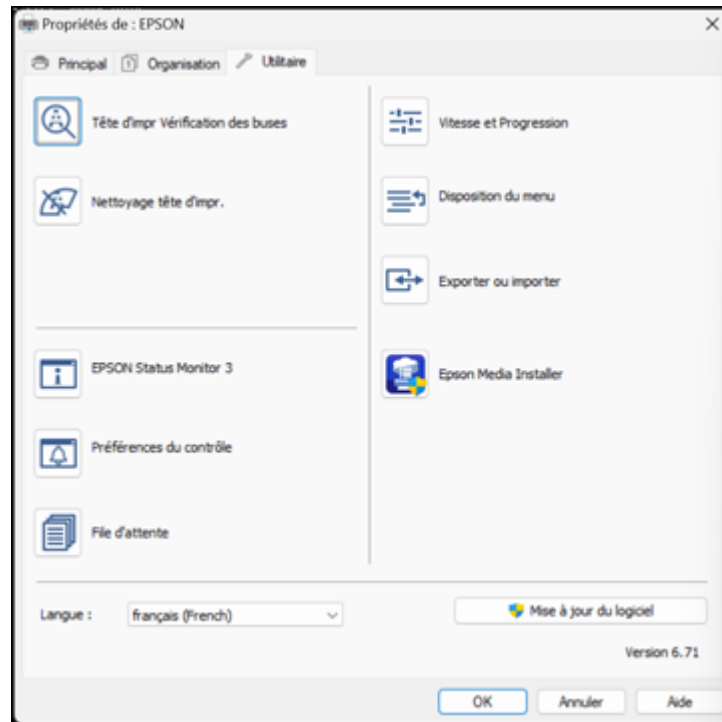 Propriétés de : EPSON
Principal
Organisation
Utilitaire
Tête d'impr Vérification des buses
Nettoyage tête d'impr.
EPSON Status Monitor 3
Préférences du contrôle
File d'attente
Vitesse et Progression
Disposition du menu
Exporter ou importer
Epson Media Installer
Langue :
français (French)
Mise à jour du logiciel
Version 6.71
OK
Annuler
Aide